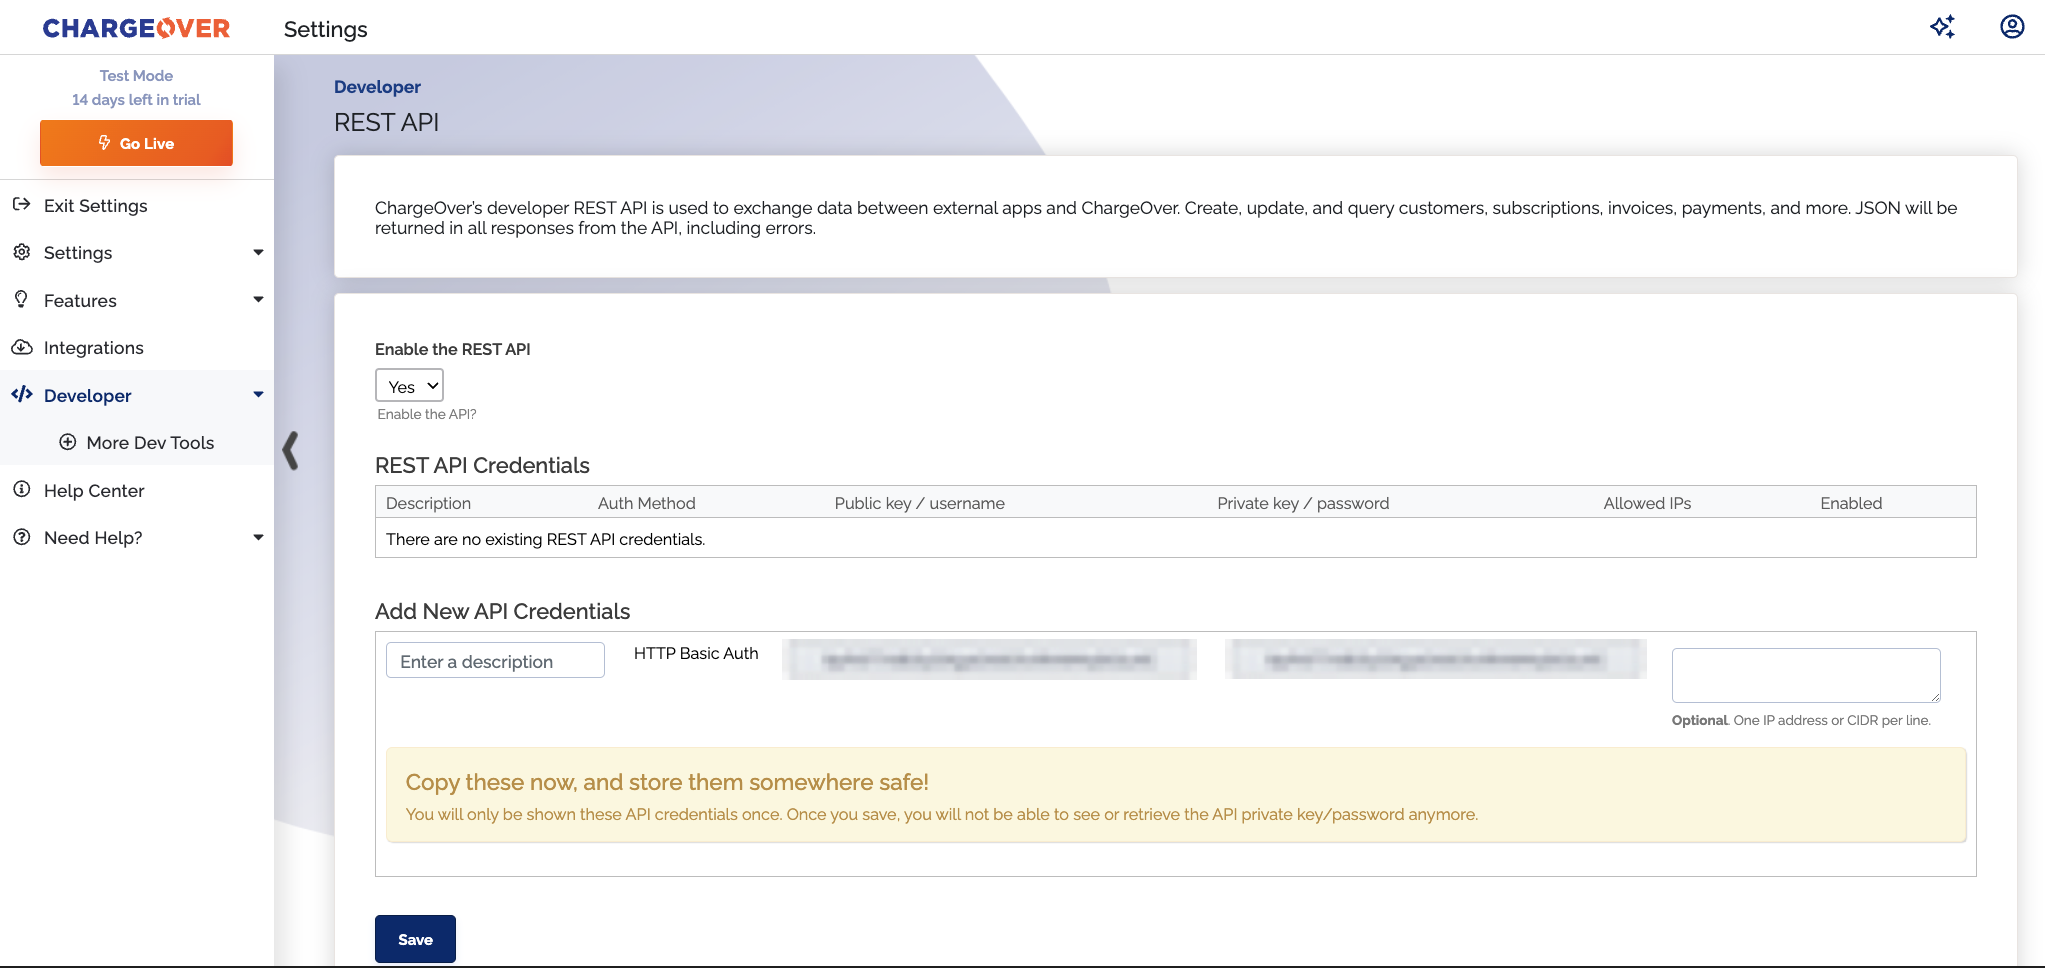 CHARGEOVER
Settings
Test Mode
14 days left in trial
Go Live
Exit Settings
Settings
Features
Integrations
Developer
More Dev Tools
Help Center
Need Help?
Developer
REST API
ChargeOver's developer REST API is used to exchange data between external apps and ChargeOver. Create, update, and query customers, subscriptions, invoices, payments, and more. JSON will be
returned in all responses from the API, including errors.
Enable the REST API
Yes
Enable the API?
REST API Credentials
Description Auth Method Public key / username Private key / password Allowed IPs Enabled
There are no existing REST API credentials.
Add New API Credentials
Enter a description HTTP Basic Auth
Optional. One IP address or CIDR per line.
Copy these now, and store them somewhere safe!
You will only be shown these API credentials once. Once you save, you will not be able to see or retrieve the API private key/password anymore.
Save